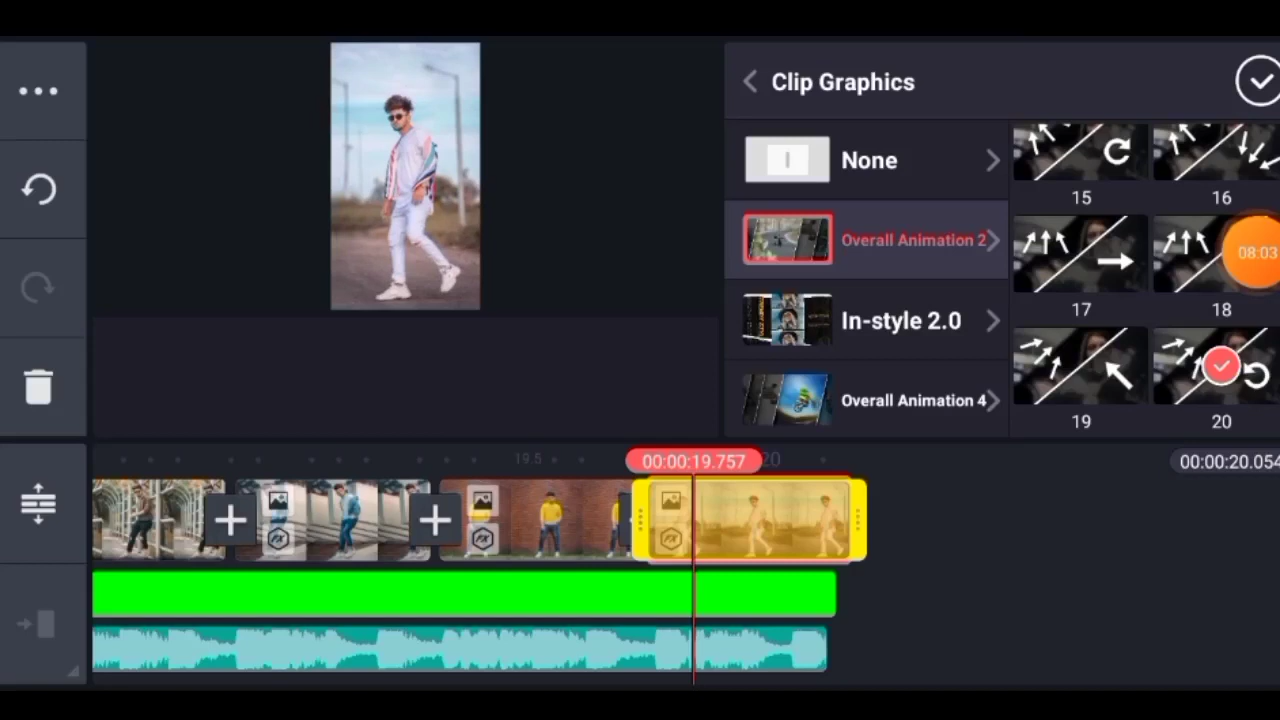 Clip Graphics
None
Overall Animation 2
In-style 2.0
Overall Animation 4
15
16
17
18
08:03
19
20
19.5
00:00:19.757
20
00:00:20.054